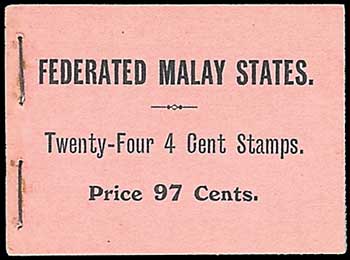 FEDERATED MALAY STATES.
Twenty-Four 4 Cent Stamps.
Price 97 Cents.